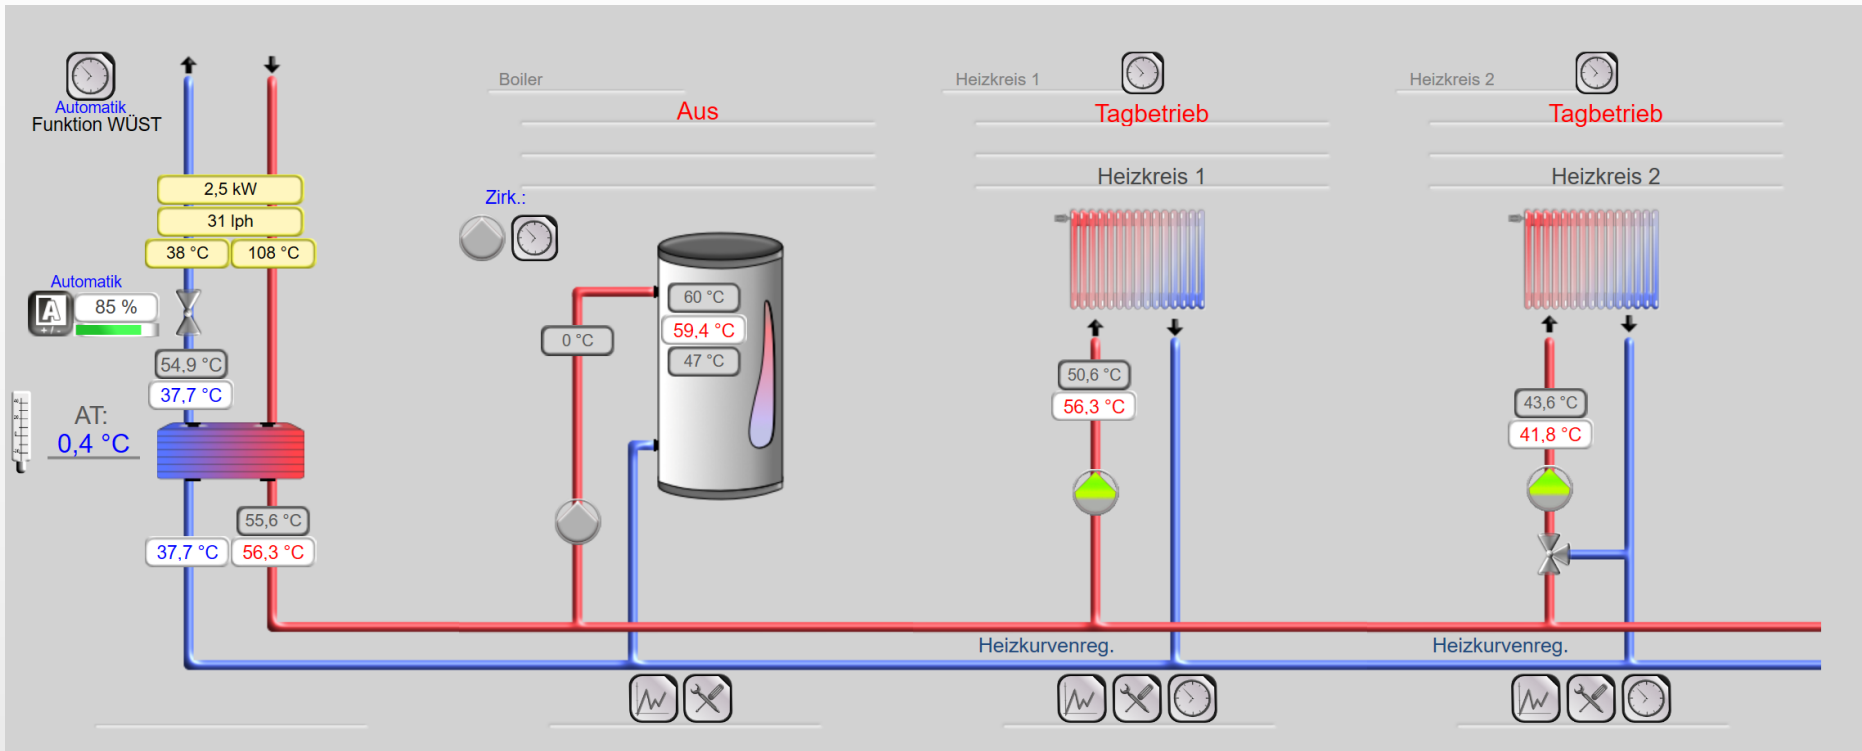 Automatik
Funktion WÜST
2,5 kW
31 lph
38 °C
108 °C
Automatik
A
+ / -
85 %
54,9 °C
37,7 °C
AT:
0,4 °C
55,6 °C
37,7 °C
56,3 °C
Boiler
Aus
Zirk.:
0 °C
60 °C
59,4 °C
47 °C
Heizkreis 1
Tagbetrieb
Heizkreis 1
50,6 °C
56,3 °C
Heizkurvenreg.
Heizkreis 2
Tagbetrieb
Heizkreis 2
43,6 °C
41,8 °C
Heizkurvenreg.